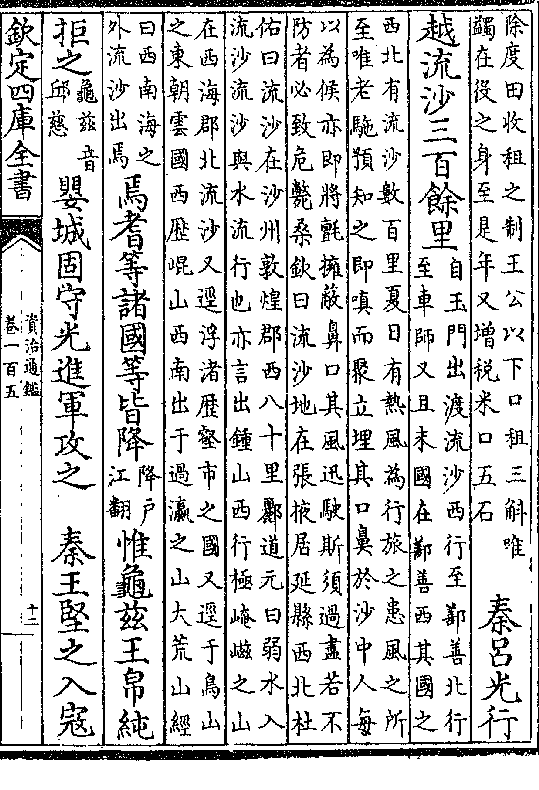 除度田收租之制王公以下口租三斛唯
蠲在役之身至是年又增稅米口五石
秦呂光行
越流沙三百餘里
自玉門出渡流沙西行至鄯善北行
至車師又且末國在鄯善西其國之
西北有流沙數百里夏日有熱風為行旅之患風之所
至唯老駞預知之即嗔而聚立埋其口鼻於沙中人每
以為候亦即將氈擁蔽鼻口其風迅駛斯須過盡若不
防者必致危斃桑欽曰流沙地在張掖居延縣西北杜
佑曰流沙在沙州敦煌郡西八十里酈道元曰弱水入
流沙流沙與水流行也亦言出鍾山西行極崦嵫之山
在西海郡北流沙又逕浮渚歴壑市之國又逕于鳥山
之東朝雲國西歴崐山西南出于過瀛之山大荒山經
曰西南海之
外流沙出焉
焉耆等諸國等皆降
降戶
江翻
惟龜兹王帛純
拒之
龜兹音
邱慈
嬰城固守光進軍攻之 秦王堅之入寇
欽定四庫全書
資治通鑑
卷一百五
十二